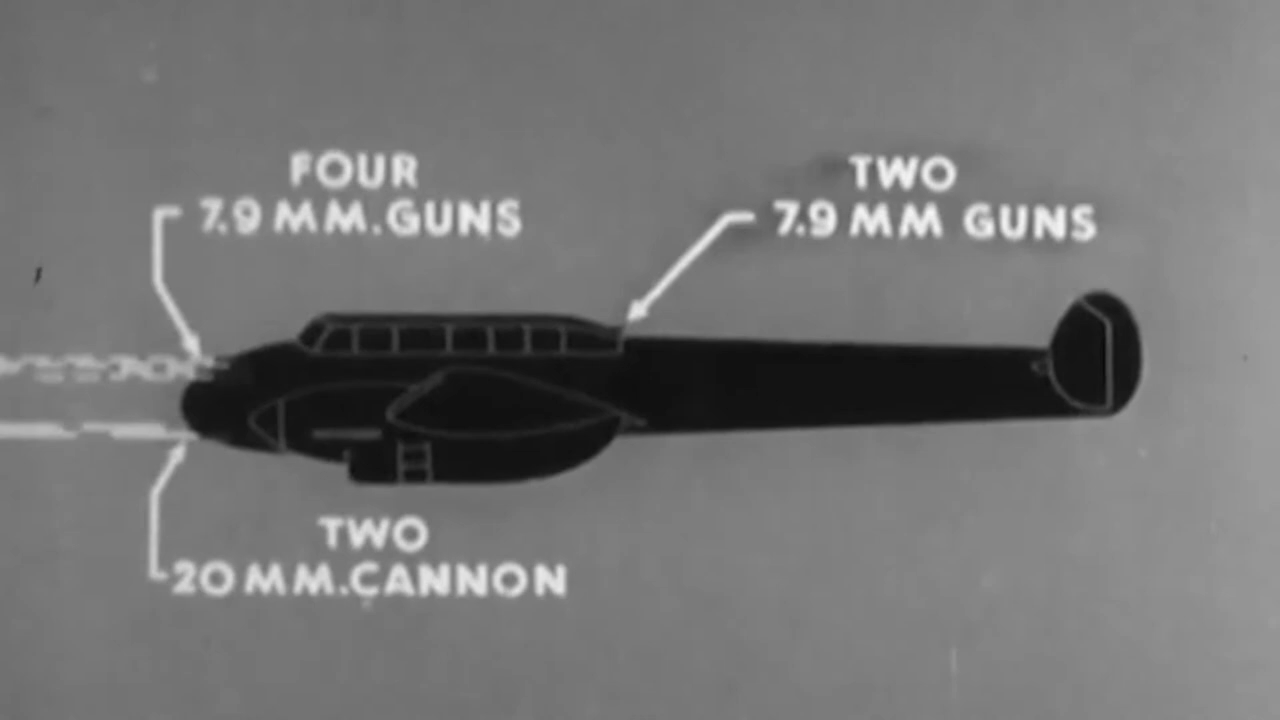 FOUR
7.9 MM. GUNS
TWO
7.9 MM GUNS
TWO
20 MM. CANNON